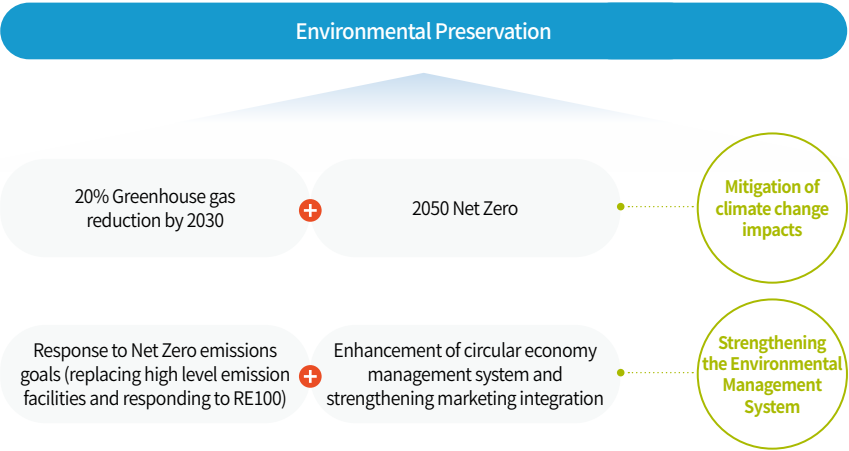 Environmental Preservation
20% Greenhouse gas
reduction by 2030
2050 Net Zero
Mitigation of
climate change
impacts
Response to Net Zero emissions
goals (replacing high level emission
facilities and responding to RE100)
Enhancement of circular economy
management system and
strengthening marketing integration
Strengthening
the Environmental
Management
System